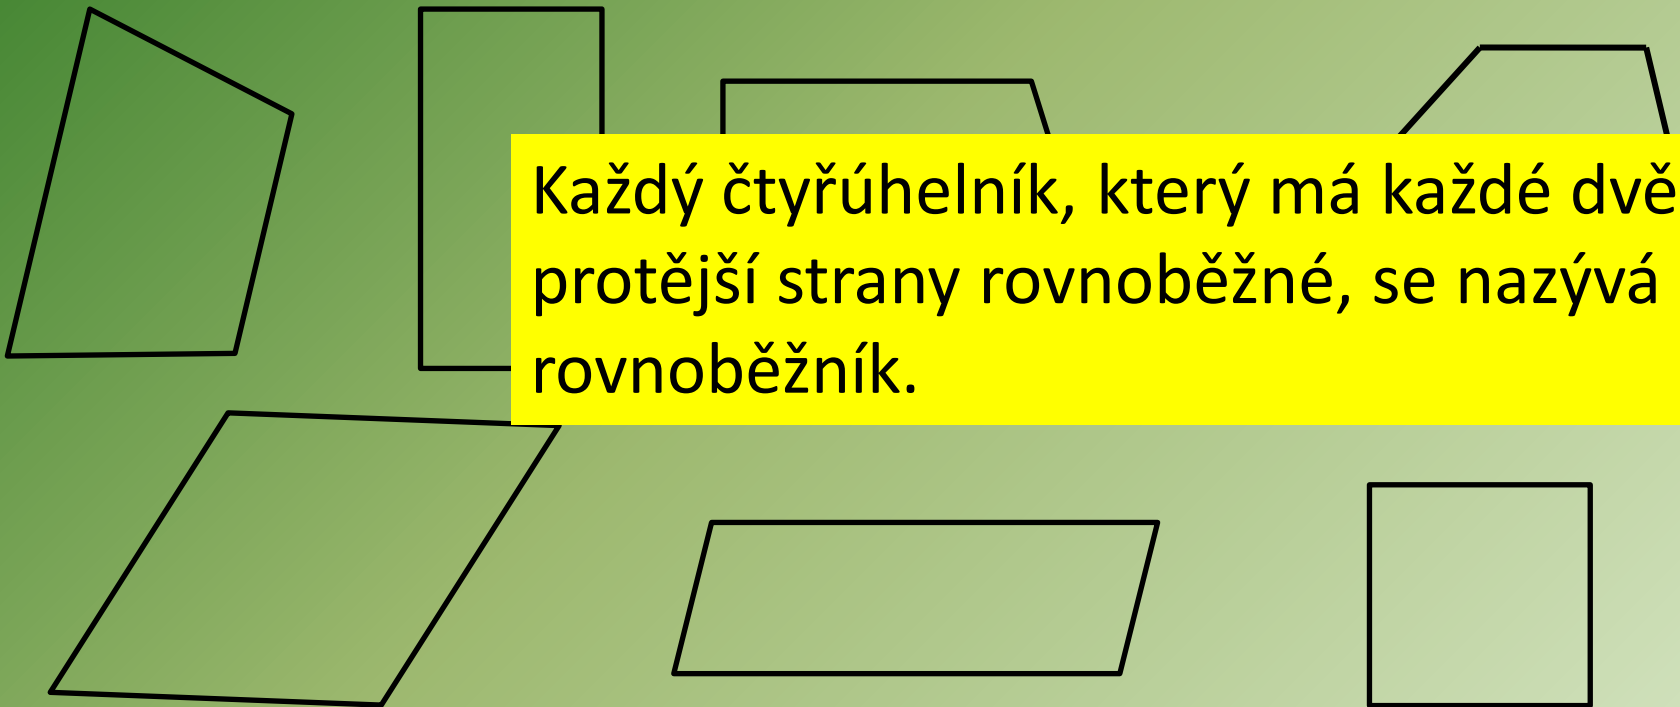 Každý čtyřúhelník, který má každé dvě
protější strany rovnoběžné, se nazývá
rovnoběžník.